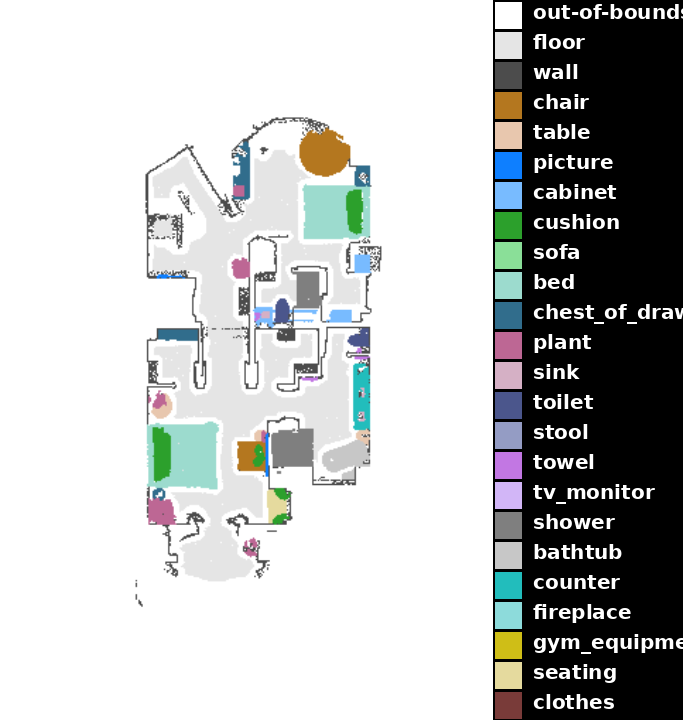 out-of-bounds
floor
wall
chair
table
picture
cabinet
cushion
sofa
bed
chest_of_draw
plant
sink
toilet
stool
towel
tv_monitor
shower
bathtub
counter
fireplace
gym_equipme
seating
clothes